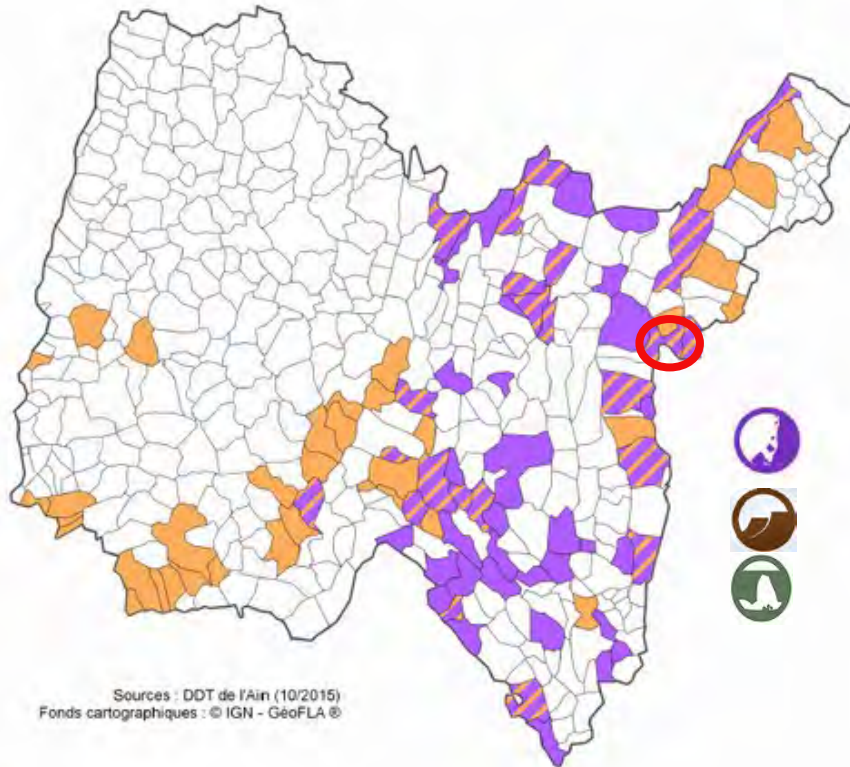 Sources : DDT de l'Ain (10/2015)
Fonds cartographiques : © IGN - GéoFLA ®